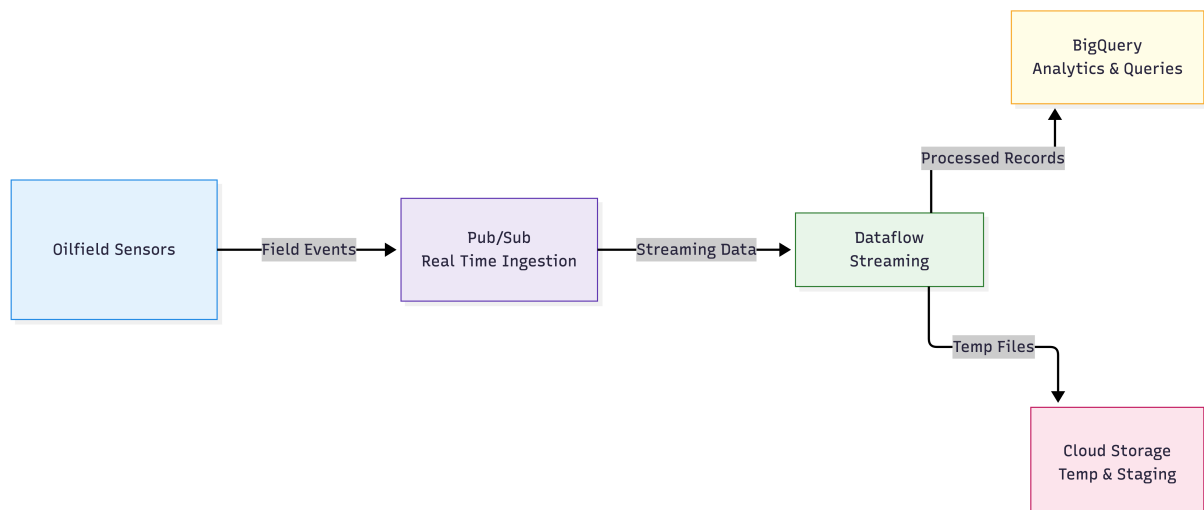 BigQuery
Analytics & Queries
Processed Records
Oilfield Sensors
Field Events
Pub/Sub
Real Time Ingestion
Streaming Data
Dataflow
Streaming
Temp Files
Cloud Storage
Temp & Staging